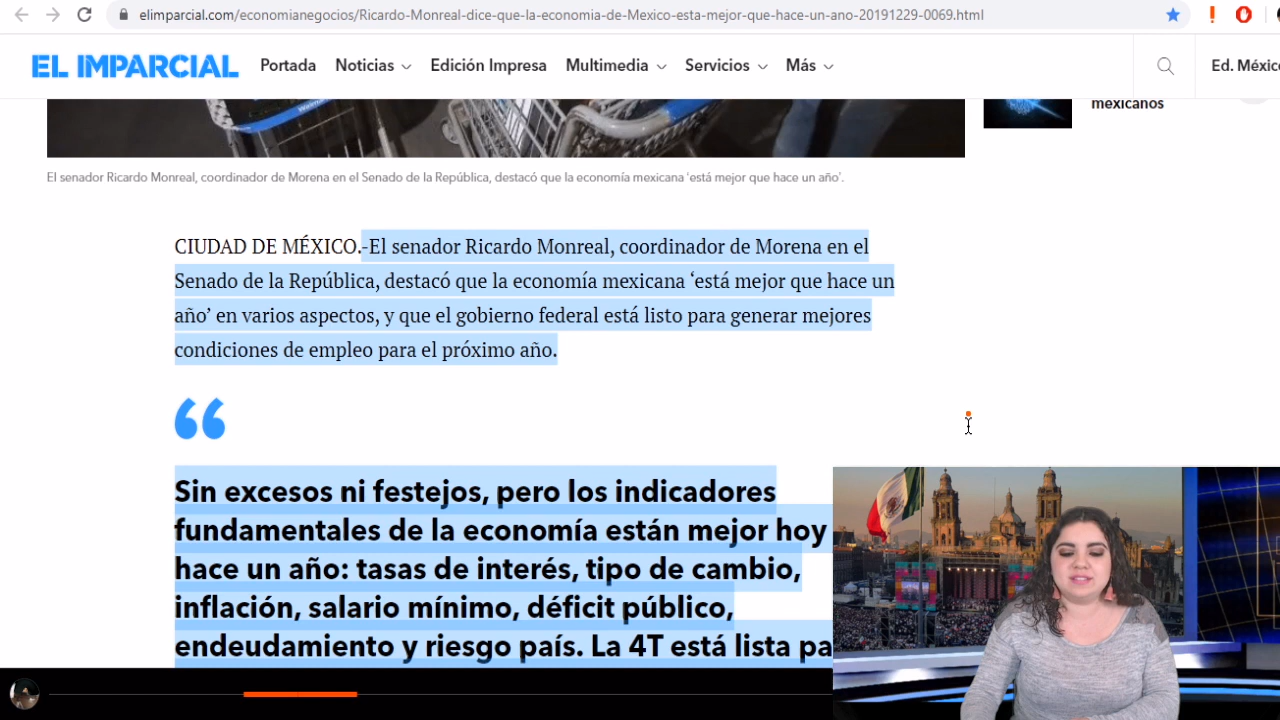 elimparcial.com/economianegocios/Ricardo-Monreal-dice-que-la-economia-de-Mexico-esta-mejor-que-hace-un-ano-20191229-0069.html
EL IMPARCIAL Portada Noticias Edición Impresa Multimedia Servicios Más Ed. Méxic
mexicanos
El senador Ricardo Monreal, coordinador de Morena en el Senado de la República, destacó que la economía mexicana ‘está mejor que hace un año’.
CIUDAD DE MÉXICO.-El senador Ricardo Monreal, coordinador de Morena en el
Senado de la República, destacó que la economía mexicana ‘está mejor que hace un
año’ en varios aspectos, y que el gobierno federal está listo para generar mejores
condiciones de empleo para el próximo año.
“
Sin excesos ni festejos, pero los indicadores
fundamentales de la economía están mejor hoy
hace un año: tasas de interés, tipo de cambio,
inflación, salario mínimo, déficit público,
endeudamiento y riesgo país. La 4T está lista pa